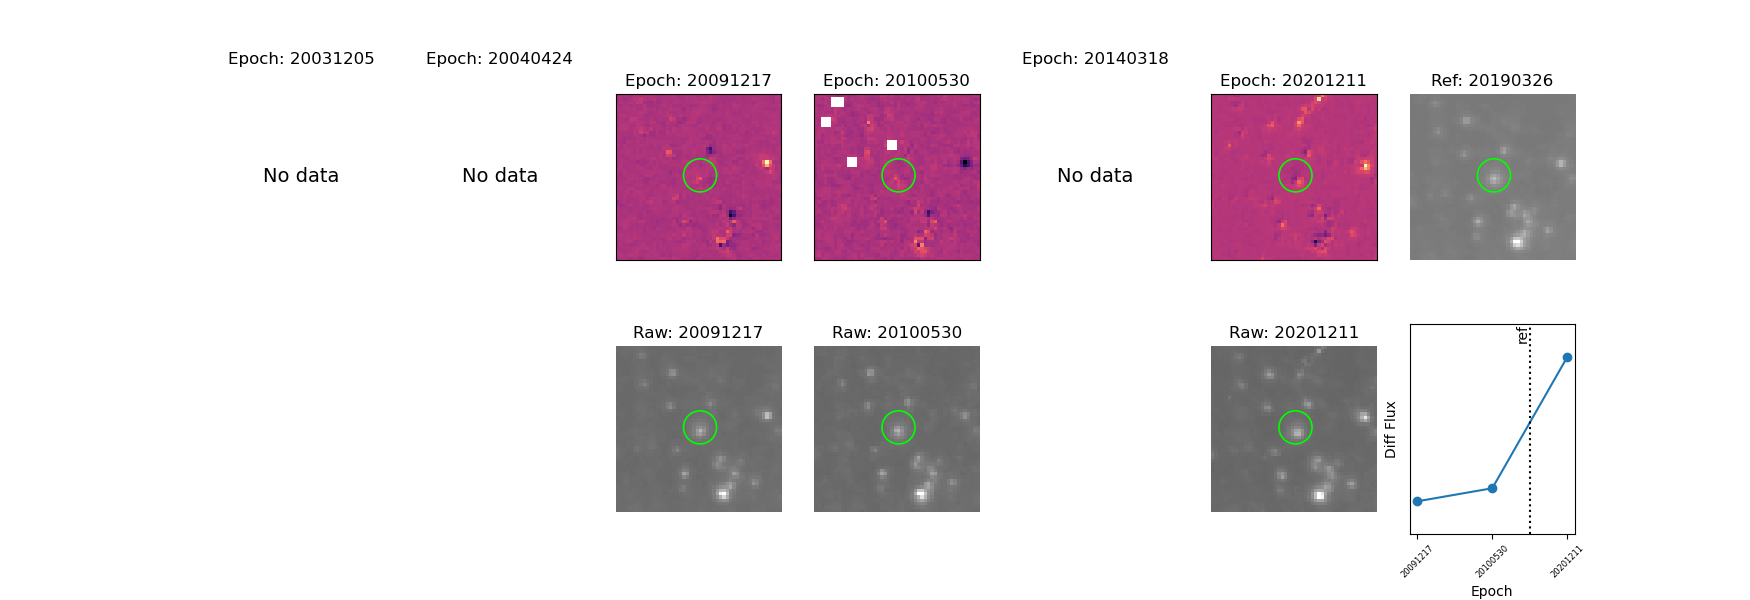 Epoch: 20031205
Epoch: 20040424
Epoch: 20091217
Epoch: 20100530
Epoch: 20140318
Epoch: 20201211
Ref: 20190326
No data
No data
No data
Raw: 20091217
Raw: 20100530
Raw: 20201211
ref
Diff Flux
20091217
20100530
20201211
Epoch